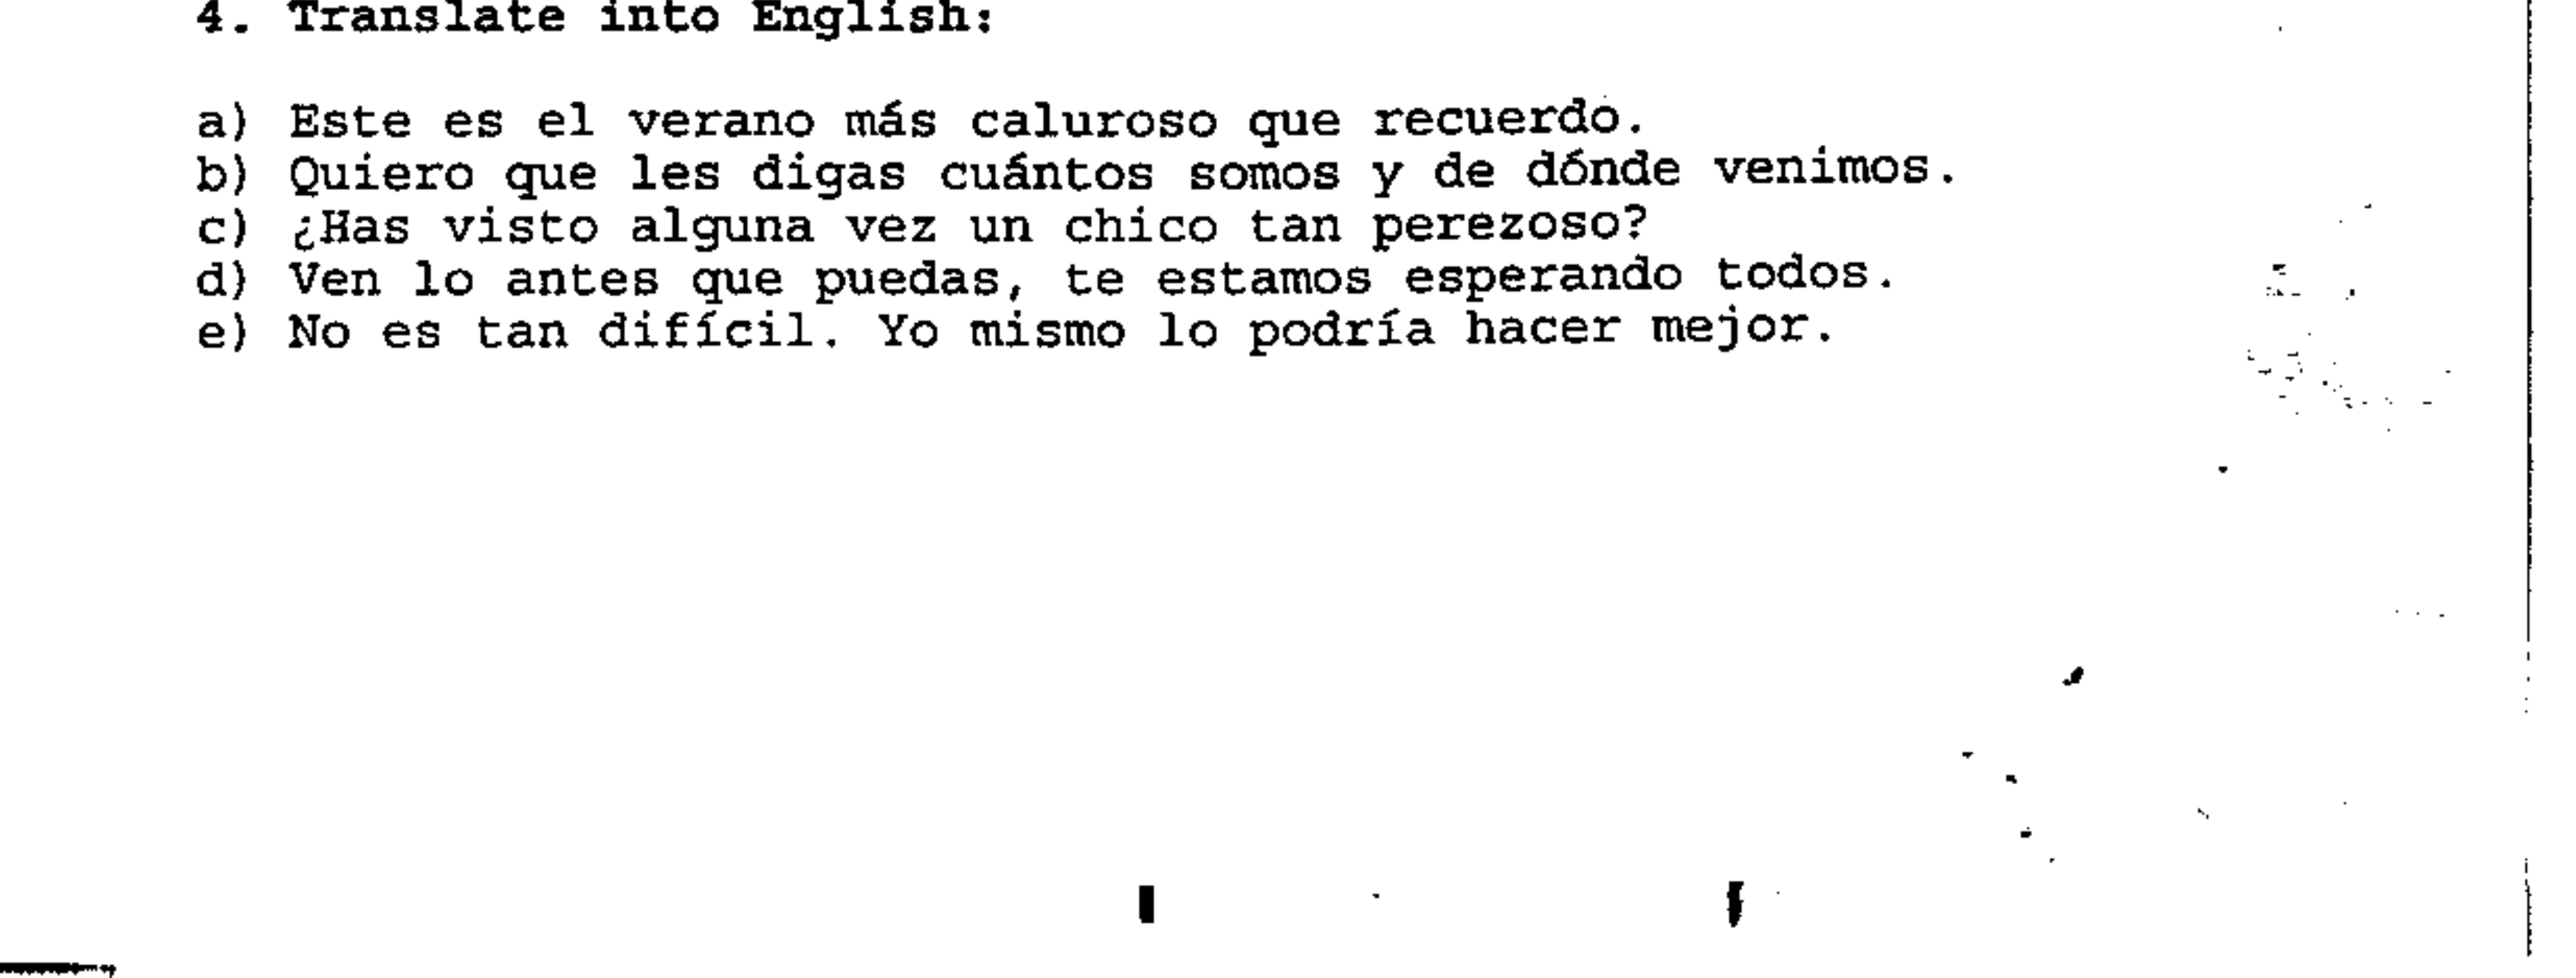 4. Translate into English:
a) Este es el verano más caluroso que recuerdo.
b) Quiero que les digas cuántos somos y de dónde venimos.
c) ¿Has visto alguna vez un chico tan perezoso?
d) Ven lo antes que puedas, te estamos esperando todos.
e) No es tan difícil. Yo mismo lo podría hacer mejor.